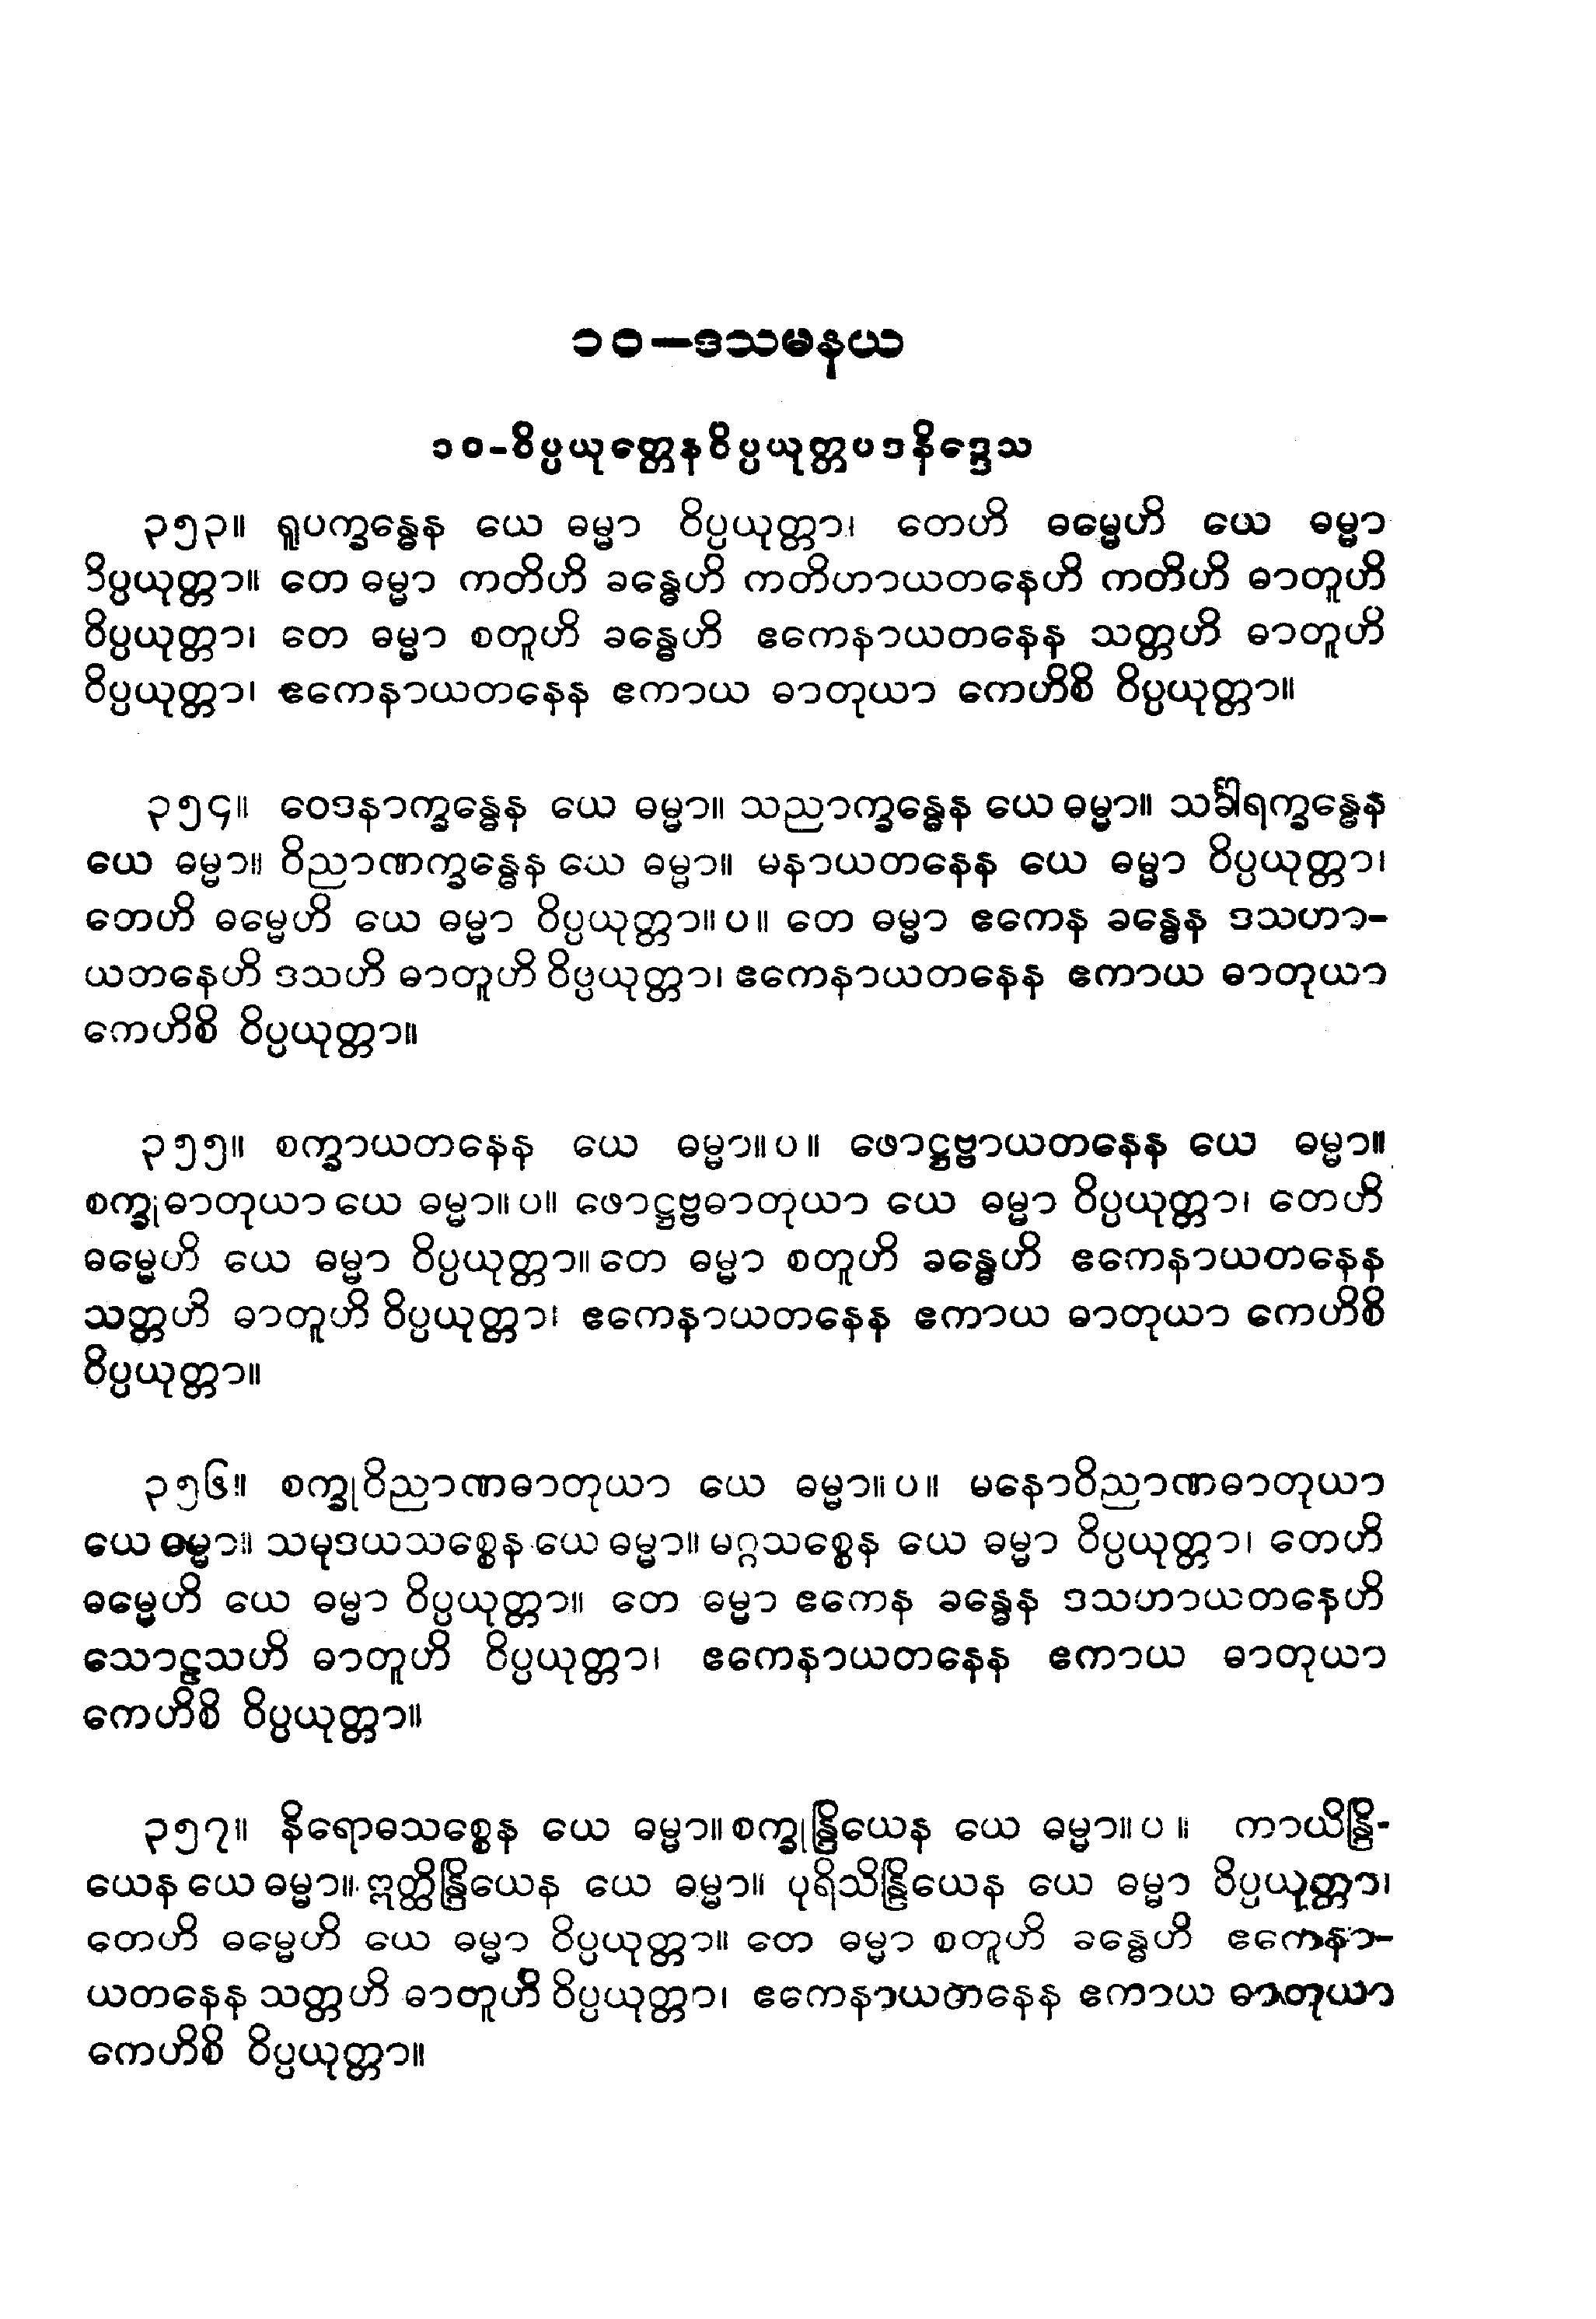 ၁၀—ဒသမနယ
၁၀-ဝိပ္ပယုတ္တေနဝိပ္ပယုတ္တပဒနိဒ္ဒေသ
၃၅၃။ ရူပက္ခန္ဓေန ယေ ဓမ္မာ ဝိပ္ပယုတ္တာ၊ တေဟိ ဓမ္မေဟိ ယေ ဓမ္မာ
ဝိပ္ပယုတ္တာ။ တေ ဓမ္မာ ကတိဟိ ခန္ဓေဟိ ကတိဟာယတနေဟိ ကတိဟိ ဓာတူဟိ
ဝိပ္ပယုတ္တာ၊ တေ ဓမ္မာ စတူဟိ ခန္ဓေဟိ ဧကေနာယတနေန သတ္တဟိ ဓာတူဟိ
ဝိပ္ပယုတ္တာ၊ ဧကေနာယတနေန ဧကာယ ဓာတုယာ ကေဟိစိ ဝိပ္ပယုတ္တာ။
၃၅၄။ ဝေဒနာက္ခန္ဓေန ယေ ဓမ္မာ။ သညာက္ခန္ဓေန ယေ ဓမ္မာ။ သင်္ခါရက္ခန္ဓေန
ယေ ဓမ္မာ။ ဝိညာဏက္ခန္ဓေန ယေ ဓမ္မာ။ မနာယတနေန ယေ ဓမ္မာ ဝိပ္ပယုတ္တာ၊
တေဟိ ဓမ္မေဟိ ယေ ဓမ္မာ ဝိပ္ပယုတ္တာ။ ပ။ တေ ဓမ္မာ ဧကေန ခန္ဓေန ဒသဟာ-
ယတနေဟိ ဒသဟိ ဓာတူဟိ ဝိပ္ပယုတ္တာ၊ ဧကေနာယတနေန ဧကာယ ဓာတုယာ
ကေဟိစိ ဝိပ္ပယုတ္တာ။
၃၅၅။ စက္ခာယတနေန ယေ ဓမ္မာ။ ပ။ ဖောဋ္ဌဗ္ဗာယတနေန ယေ ဓမ္မာ။
စက္ခုဓာတုယာ ယေ ဓမ္မာ။ ပ။ ဖောဋ္ဌဗ္ဗဓာတုယာ ယေ ဓမ္မာ ဝိပ္ပယုတ္တာ၊ တေဟိ
ဓမ္မေဟိ ယေ ဓမ္မာ ဝိပ္ပယုတ္တာ။ တေ ဓမ္မာ စတူဟိ ခန္ဓေဟိ ဧကေနာယတနေန
သတ္တဟိ ဓာတူဟိ ဝိပ္ပယုတ္တာ၊ ဧကေနာယတနေန ဧကာယ ဓာတုယာ ကေဟိစိ
ဝိပ္ပယုတ္တာ။
၃၅၆။ စက္ခုဝိညာဏဓာတုယာ ယေ ဓမ္မာ။ ပ။ မနောဝိညာဏဓာတုယာ
ယေ ဓမ္မာ။ သမုဒယသစ္စေန ယေ ဓမ္မာ။ မဂ္ဂသစ္စေန ယေ ဓမ္မာ ဝိပ္ပယုတ္တာ၊ တေဟိ
ဓမ္မေဟိ ယေ ဓမ္မာ ဝိပ္ပယုတ္တာ။ တေ ဓမ္မာ ဧကေန ခန္ဓေန ဒသဟာယတနေဟိ
သောဠသဟိ ဓာတူဟိ ဝိပ္ပယုတ္တာ၊ ဧကေနာယတနေန ဧကာယ ဓာတုယာ
ကေဟိစိ ဝိပ္ပယုတ္တာ။
၃၅၇။ နိရောဓသစ္စေန ယေ ဓမ္မာ။ စက္ခုန္ဒြိယေန ယေ ဓမ္မာ။ ပ။ ကာယိန္ဒြိ-
ယေန ယေ ဓမ္မာ။ ဣတ္ထိန္ဒြိယေန ယေ ဓမ္မာ။ ပုရိသိန္ဒြိယေန ယေ ဓမ္မာ ဝိပ္ပယုတ္တာ၊
တေဟိ ဓမ္မေဟိ ယေ ဓမ္မာ ဝိပ္ပယုတ္တာ။ တေ ဓမ္မာ စတူဟိ ခန္ဓေဟိ ဧကေနာ-
ယတနေန သတ္တဟိ ဓာတူဟိ ဝိပ္ပယုတ္တာ၊ ဧကေနာယတနေန ဧကာယ ဓာတုယာ
ကေဟိစိ ဝိပ္ပယုတ္တာ။